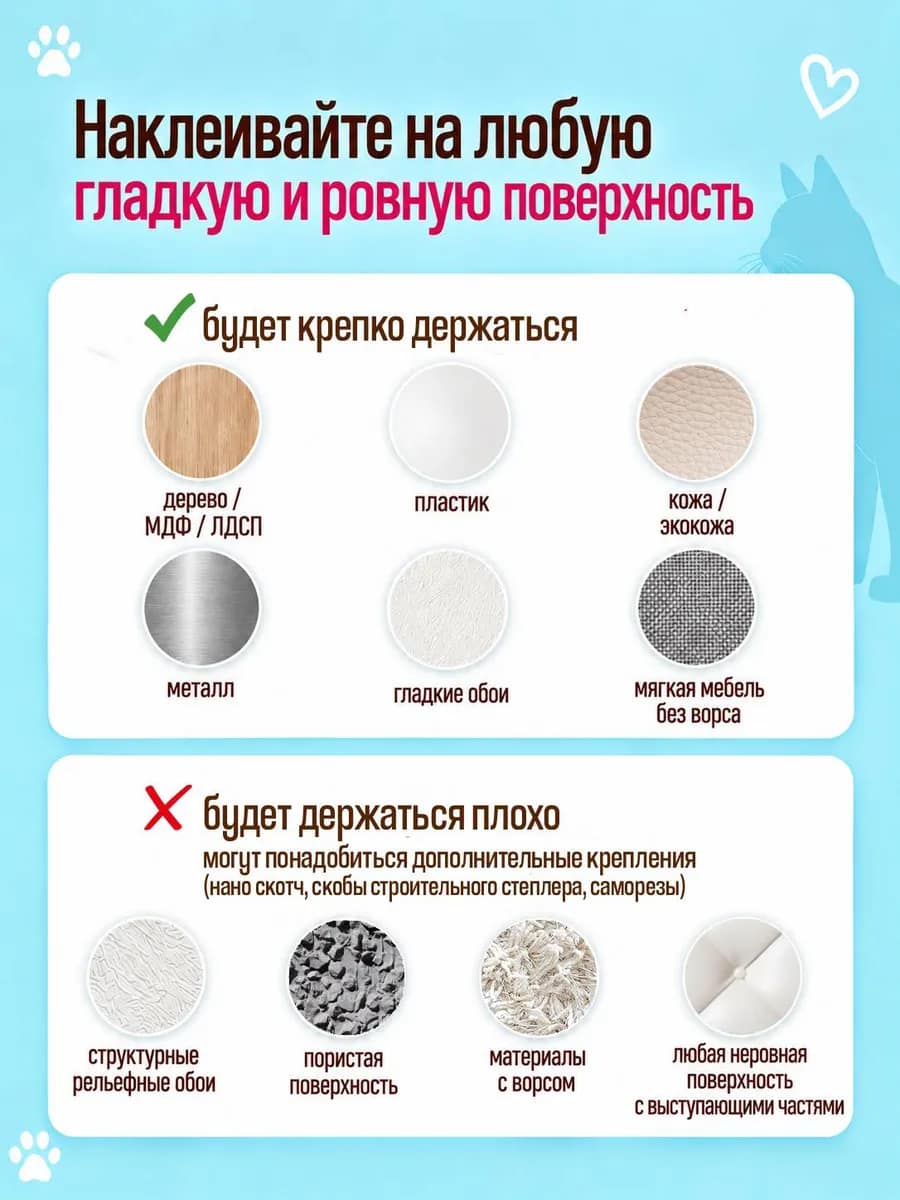 Наклеивайте на любую
гладкую и ровную поверхность
будет крепко держаться
дерево /
МДФ / ЛДСП
пластик
кожа /
экокожа
металл
гладкие обои
мягкая мебель
без ворса
будет держаться плохо
могут понадобиться дополнительные крепления
(нано скотч, скобы строительного степлера, саморезы)
структурные
рельефные обои
пористая
поверхность
материалы
с ворсом
любая неровная
поверхность
с выступающими частями